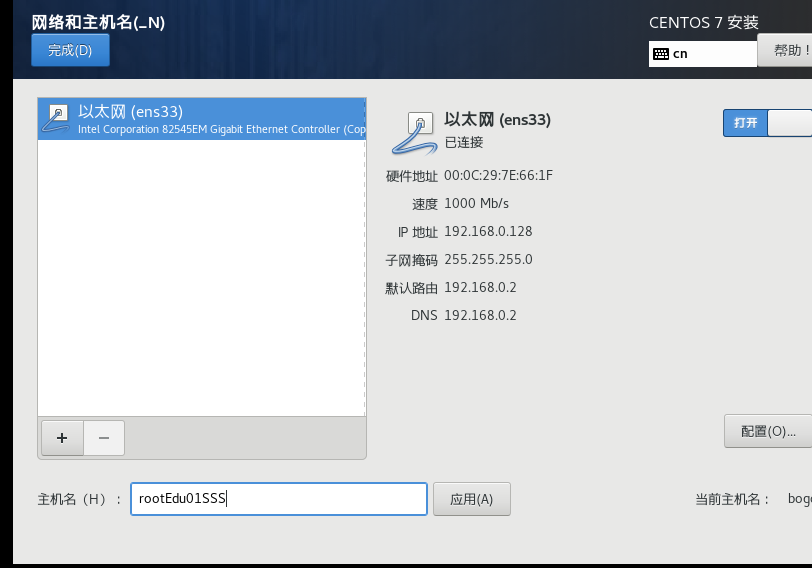 网络和主机名(_N)
CENTOS 7 安装
完成(D)
cn
帮助！
以太网 (ens33)
Intel Corporation 82545EM Gigabit Ethernet Controller (Cop
以太网 (ens33)
已连接
打开
硬件地址 00:0C:29:7E:66:1F
速度 1000 Mb/s
IP 地址 192.168.0.128
子网掩码 255.255.255.0
默认路由 192.168.0.2
DNS 192.168.0.2
+ −
配置(O)...
主机名（H）： rootEdu01SSS 应用(A) 当前主机名：